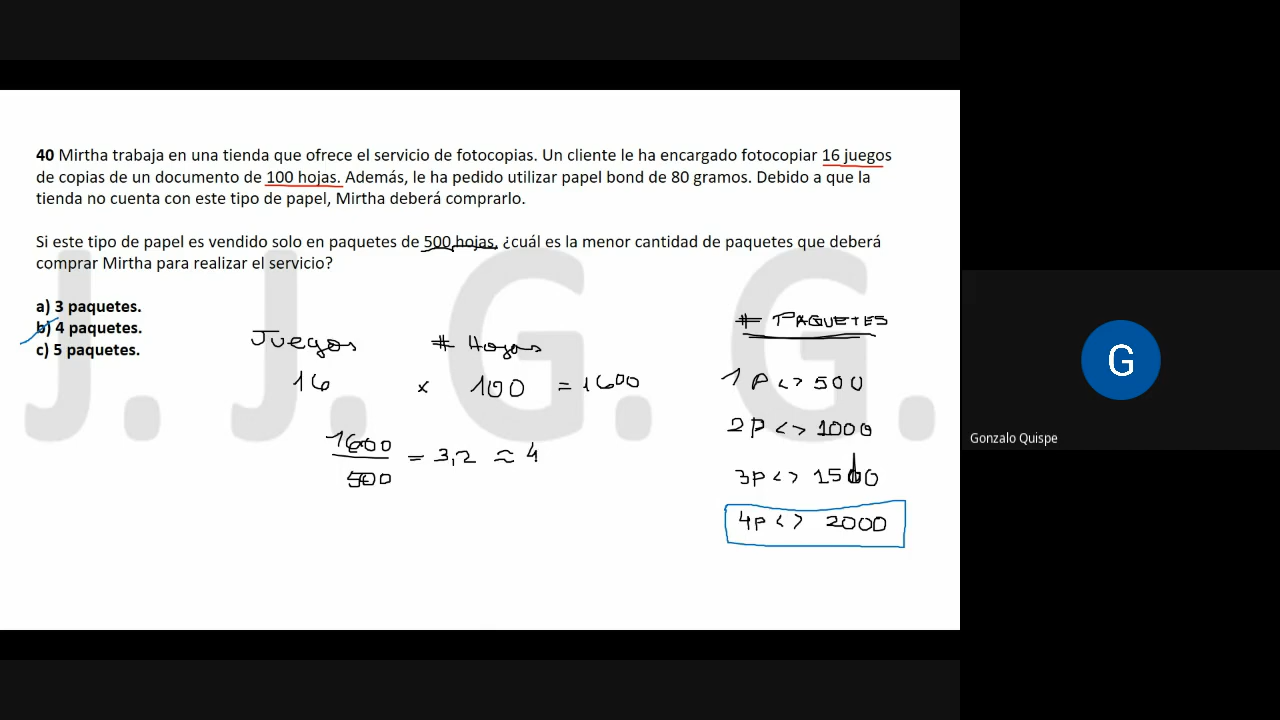 40 Mirtha trabaja en una tienda que ofrece el servicio de fotocopias. Un cliente le ha encargado fotocopiar 16 juegos
de copias de un documento de 100 hojas. Además, le ha pedido utilizar papel bond de 80 gramos. Debido a que la
tienda no cuenta con este tipo de papel, Mirtha deberá comprarlo.
Si este tipo de papel es vendido solo en paquetes de 500 hojas, ¿cuál es la menor cantidad de paquetes que deberá
comprar Mirtha para realizar el servicio?
a) 3 paquetes.
b) 4 paquetes.
c) 5 paquetes.
Juegos # Hojas
16 x 100 = 1600
1600
500
= 3,2 ≈ 4
# PAQUETES
1 P <> 500
2P <> 1000
3P <> 1500
4P <> 2000
J. J. G. G.
G
Gonzalo Quispe